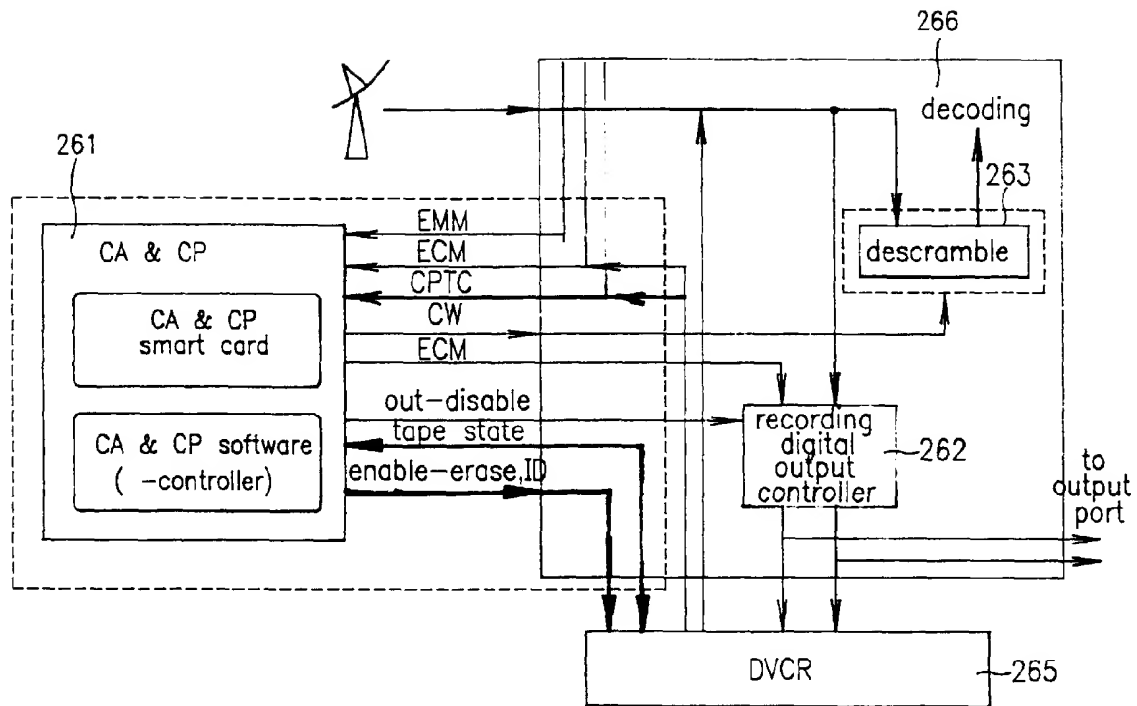 266
decoding
261
263
EMM
CA & CP
ECM
descramble
CPTC
CA & CP
smart card
CW
ECM
out-disable
tape state
recording
digital
output
controller
262
CA & CP software
( -controller)
enable-erase,ID
to
output
port
DVCR
265